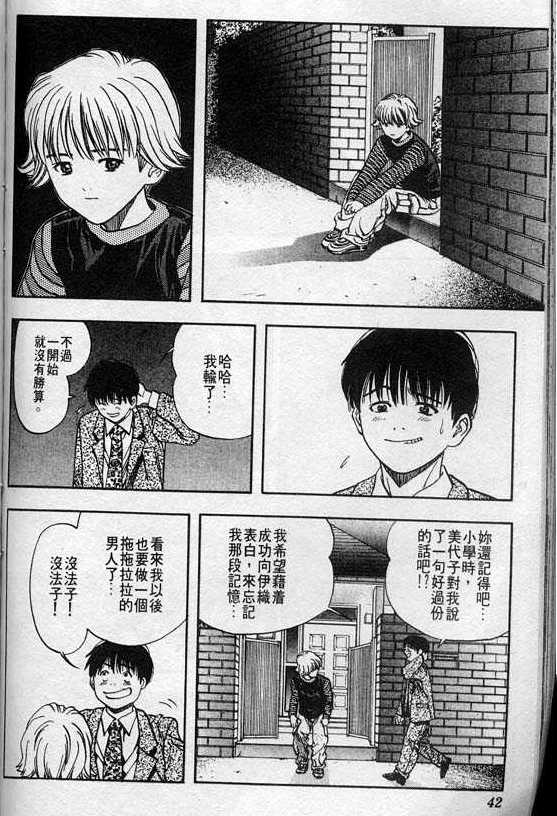 哈哈…
我輸了…
不過
一開始
就沒有勝算。
妳還記得吧…
小學時，
美代子對我說
了一句好過份
的話吧?!
我希望藉着
成功向伊織
表白，來忘記
我那段記憶…
看來我以後
也要做一個
拖拖拉拉的
男人了…
沒法子！
沒法子！
42